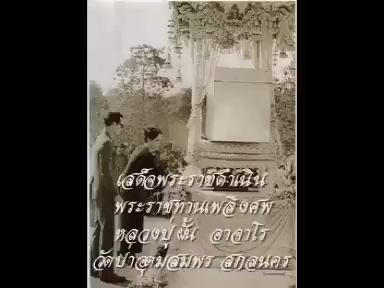 เสด็จพระราชดำเนิน
พระราชทานเพลิงศพ
หลวงปู่ฝั้น อาจาโร
วัดป่าอุดมสมพร สกลนคร